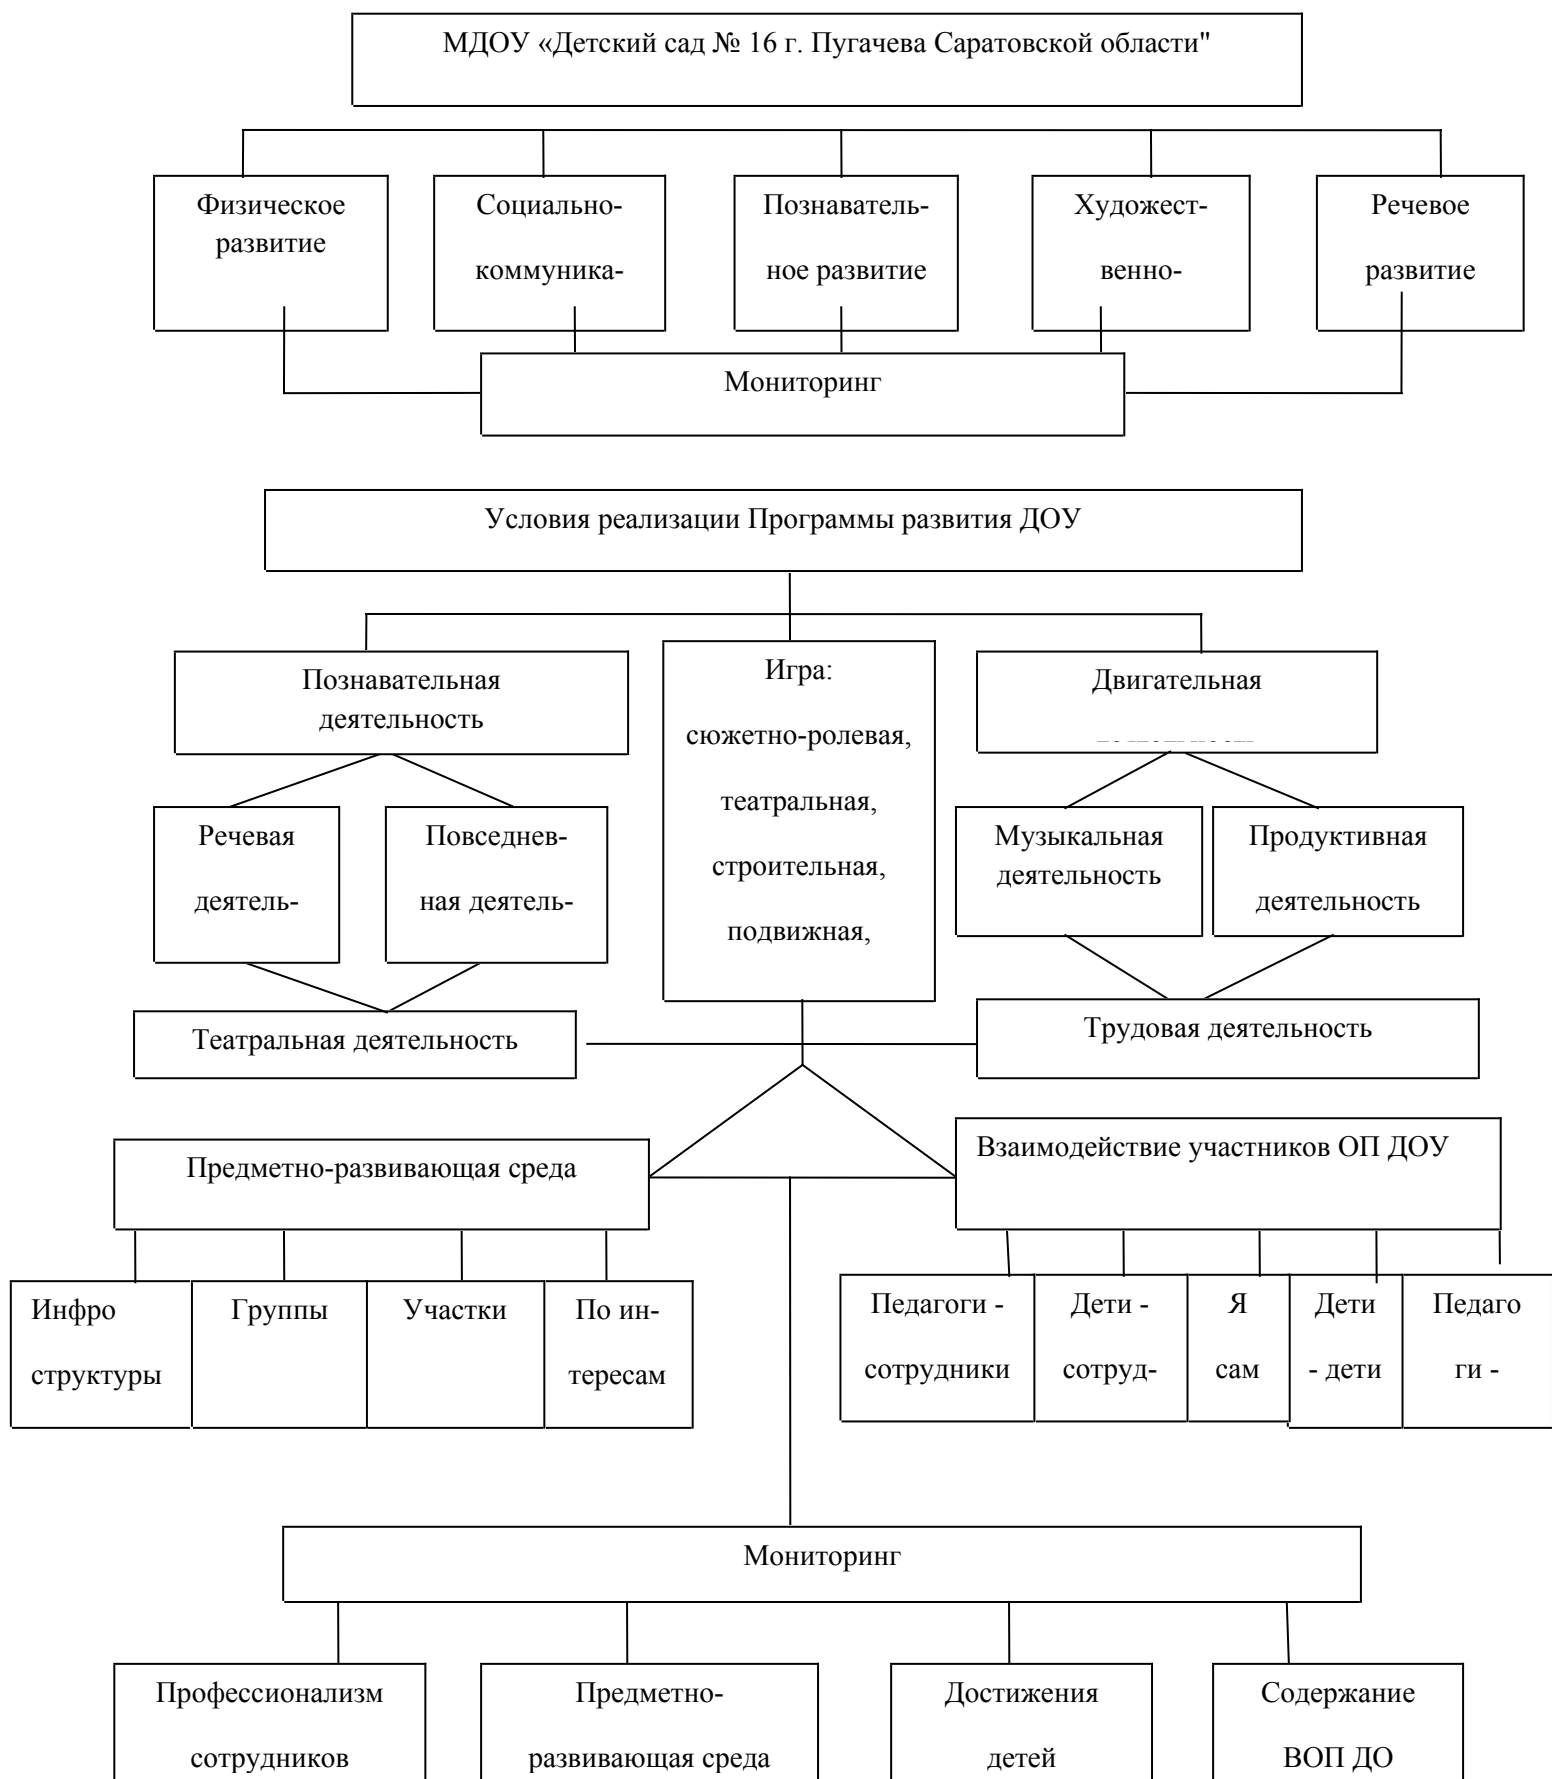 МДОУ «Детский сад № 16 г. Пугачева Саратовской области"
Физическое
развитие
Социально-
коммуника-
Познаватель-
ное развитие
Художест-
венно-
Речевое
развитие
Мониторинг
Условия реализации Программы развития ДОУ
Познавательная
деятельность
Игра:
сюжетно-ролевая,
театральная,
строительная,
подвижная,
Двигательная
Речевая
деятель-
Повседнев-
ная деятель-
Музыкальная
деятельность
Продуктивная
деятельность
Театральная деятельность
Трудовая деятельность
Предметно-развивающая среда
Взаимодействие участников ОП ДОУ
Инфро
структуры
Группы
Участки
По ин-
тересам
Педагоги -
сотрудники
Дети -
сотруд-
Я
сам
Дети
- дети
Педаго
ги -
Мониторинг
Профессионализм
сотрудников
Предметно-
развивающая среда
Достижения
детей
Содержание
ВОП ДО